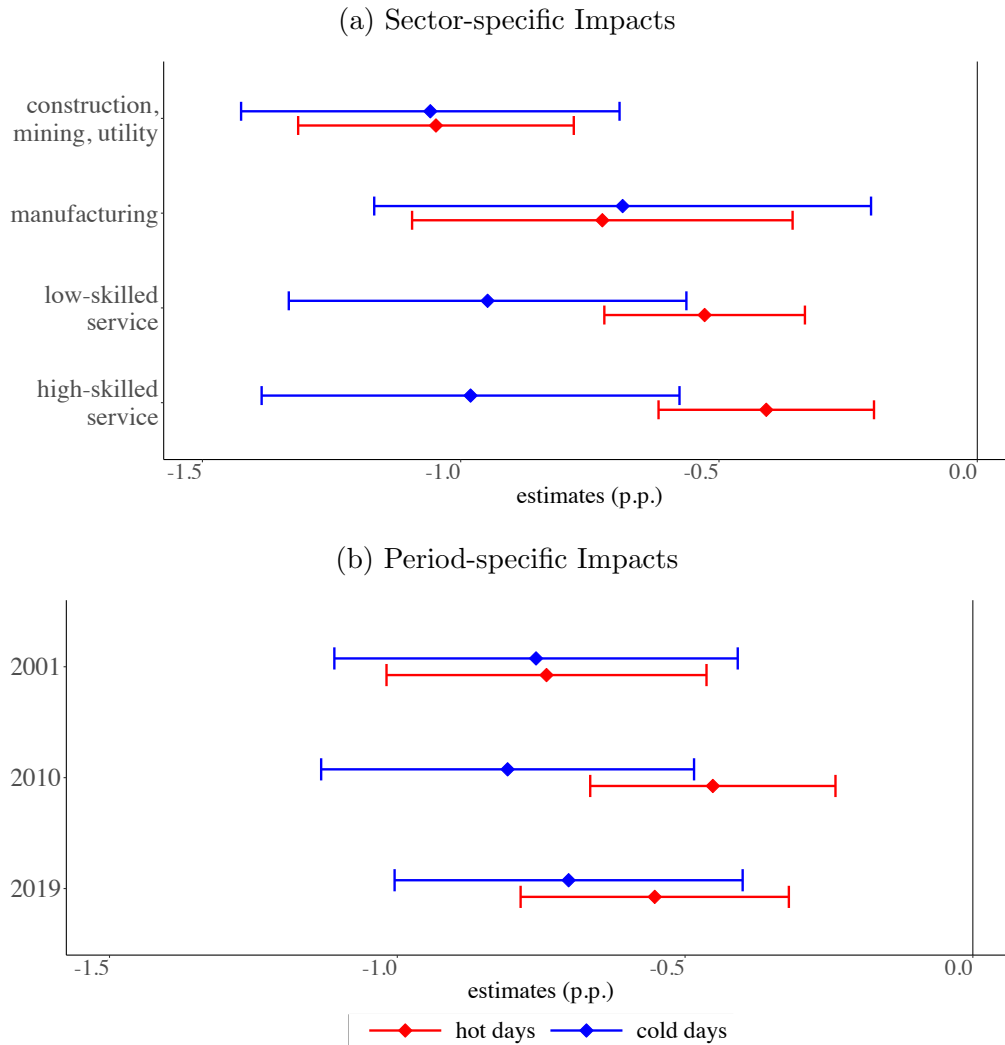 (a) Sector-specific Impacts
construction,
mining, utility
manufacturing
low-skilled
service
high-skilled
service
-1.5 -1.0 -0.5 0.0
estimates (p.p.)
(b) Period-specific Impacts
2001
2010
2019
-1.5 -1.0 -0.5 0.0
estimates (p.p.)
hot days cold days